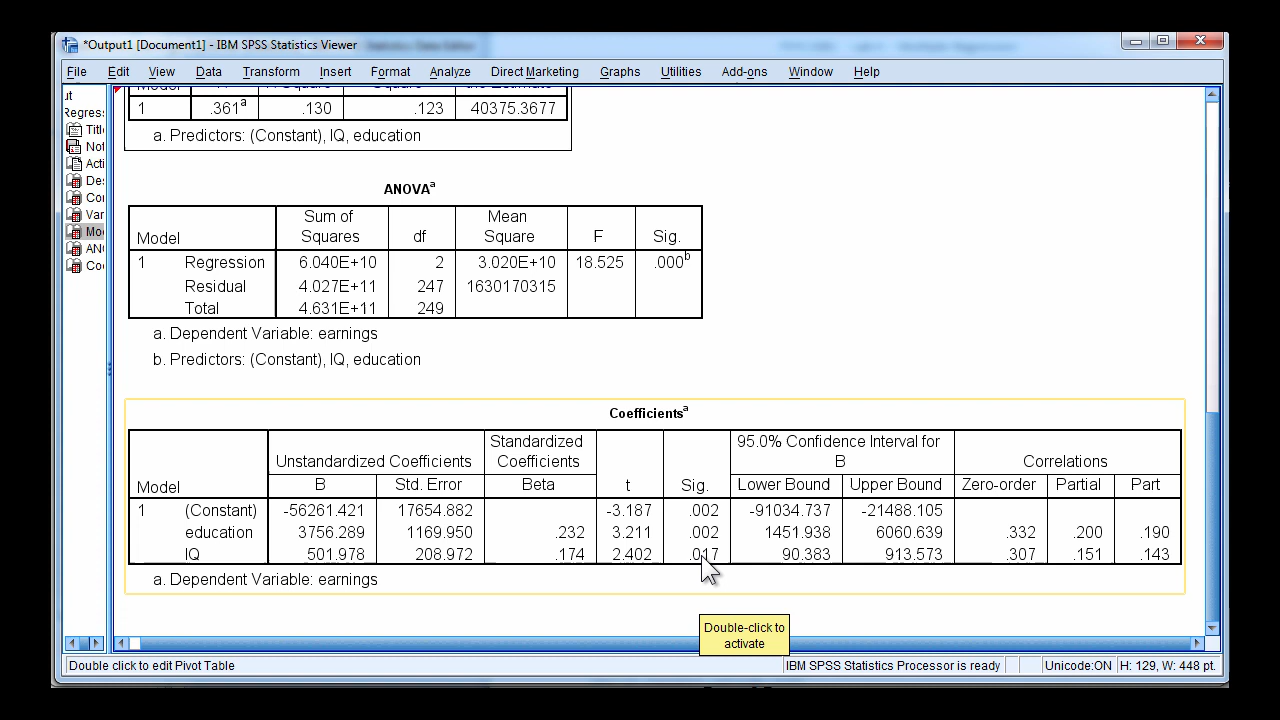 *Output1 [Document1] - IBM SPSS Statistics Viewer
File Edit View Data Transform Insert Format Analyze Direct Marketing Graphs Utilities Add-ons Window Help
1 .361a .130 .123 40375.3677
a. Predictors: (Constant), IQ, education
ANOVAa
Model Sum of Squares df Mean Square F Sig.
1 Regression 6.040E+10 2 3.020E+10 18.525 .000b
Residual 4.027E+11 247 1630170315
Total 4.631E+11 249
a. Dependent Variable: earnings
b. Predictors: (Constant), IQ, education
Coefficientsa
Model Unstandardized Coefficients Standardized Coefficients t Sig. 95.0% Confidence Interval for B Correlations
B Std. Error Beta Lower Bound Upper Bound Zero-order Partial Part
1 (Constant) -56261.421 17654.882 -3.187 .002 -91034.737 -21488.105
education 3756.289 1169.950 .232 3.211 .002 1451.938 6060.639 .332 .200 .190
IQ 501.978 208.972 .174 2.402 .017 90.383 913.573 .307 .151 .143
a. Dependent Variable: earnings
Double-click to
activate
Double click to edit Pivot Table IBM SPSS Statistics Processor is ready Unicode:ON H: 129, W: 448 pt.